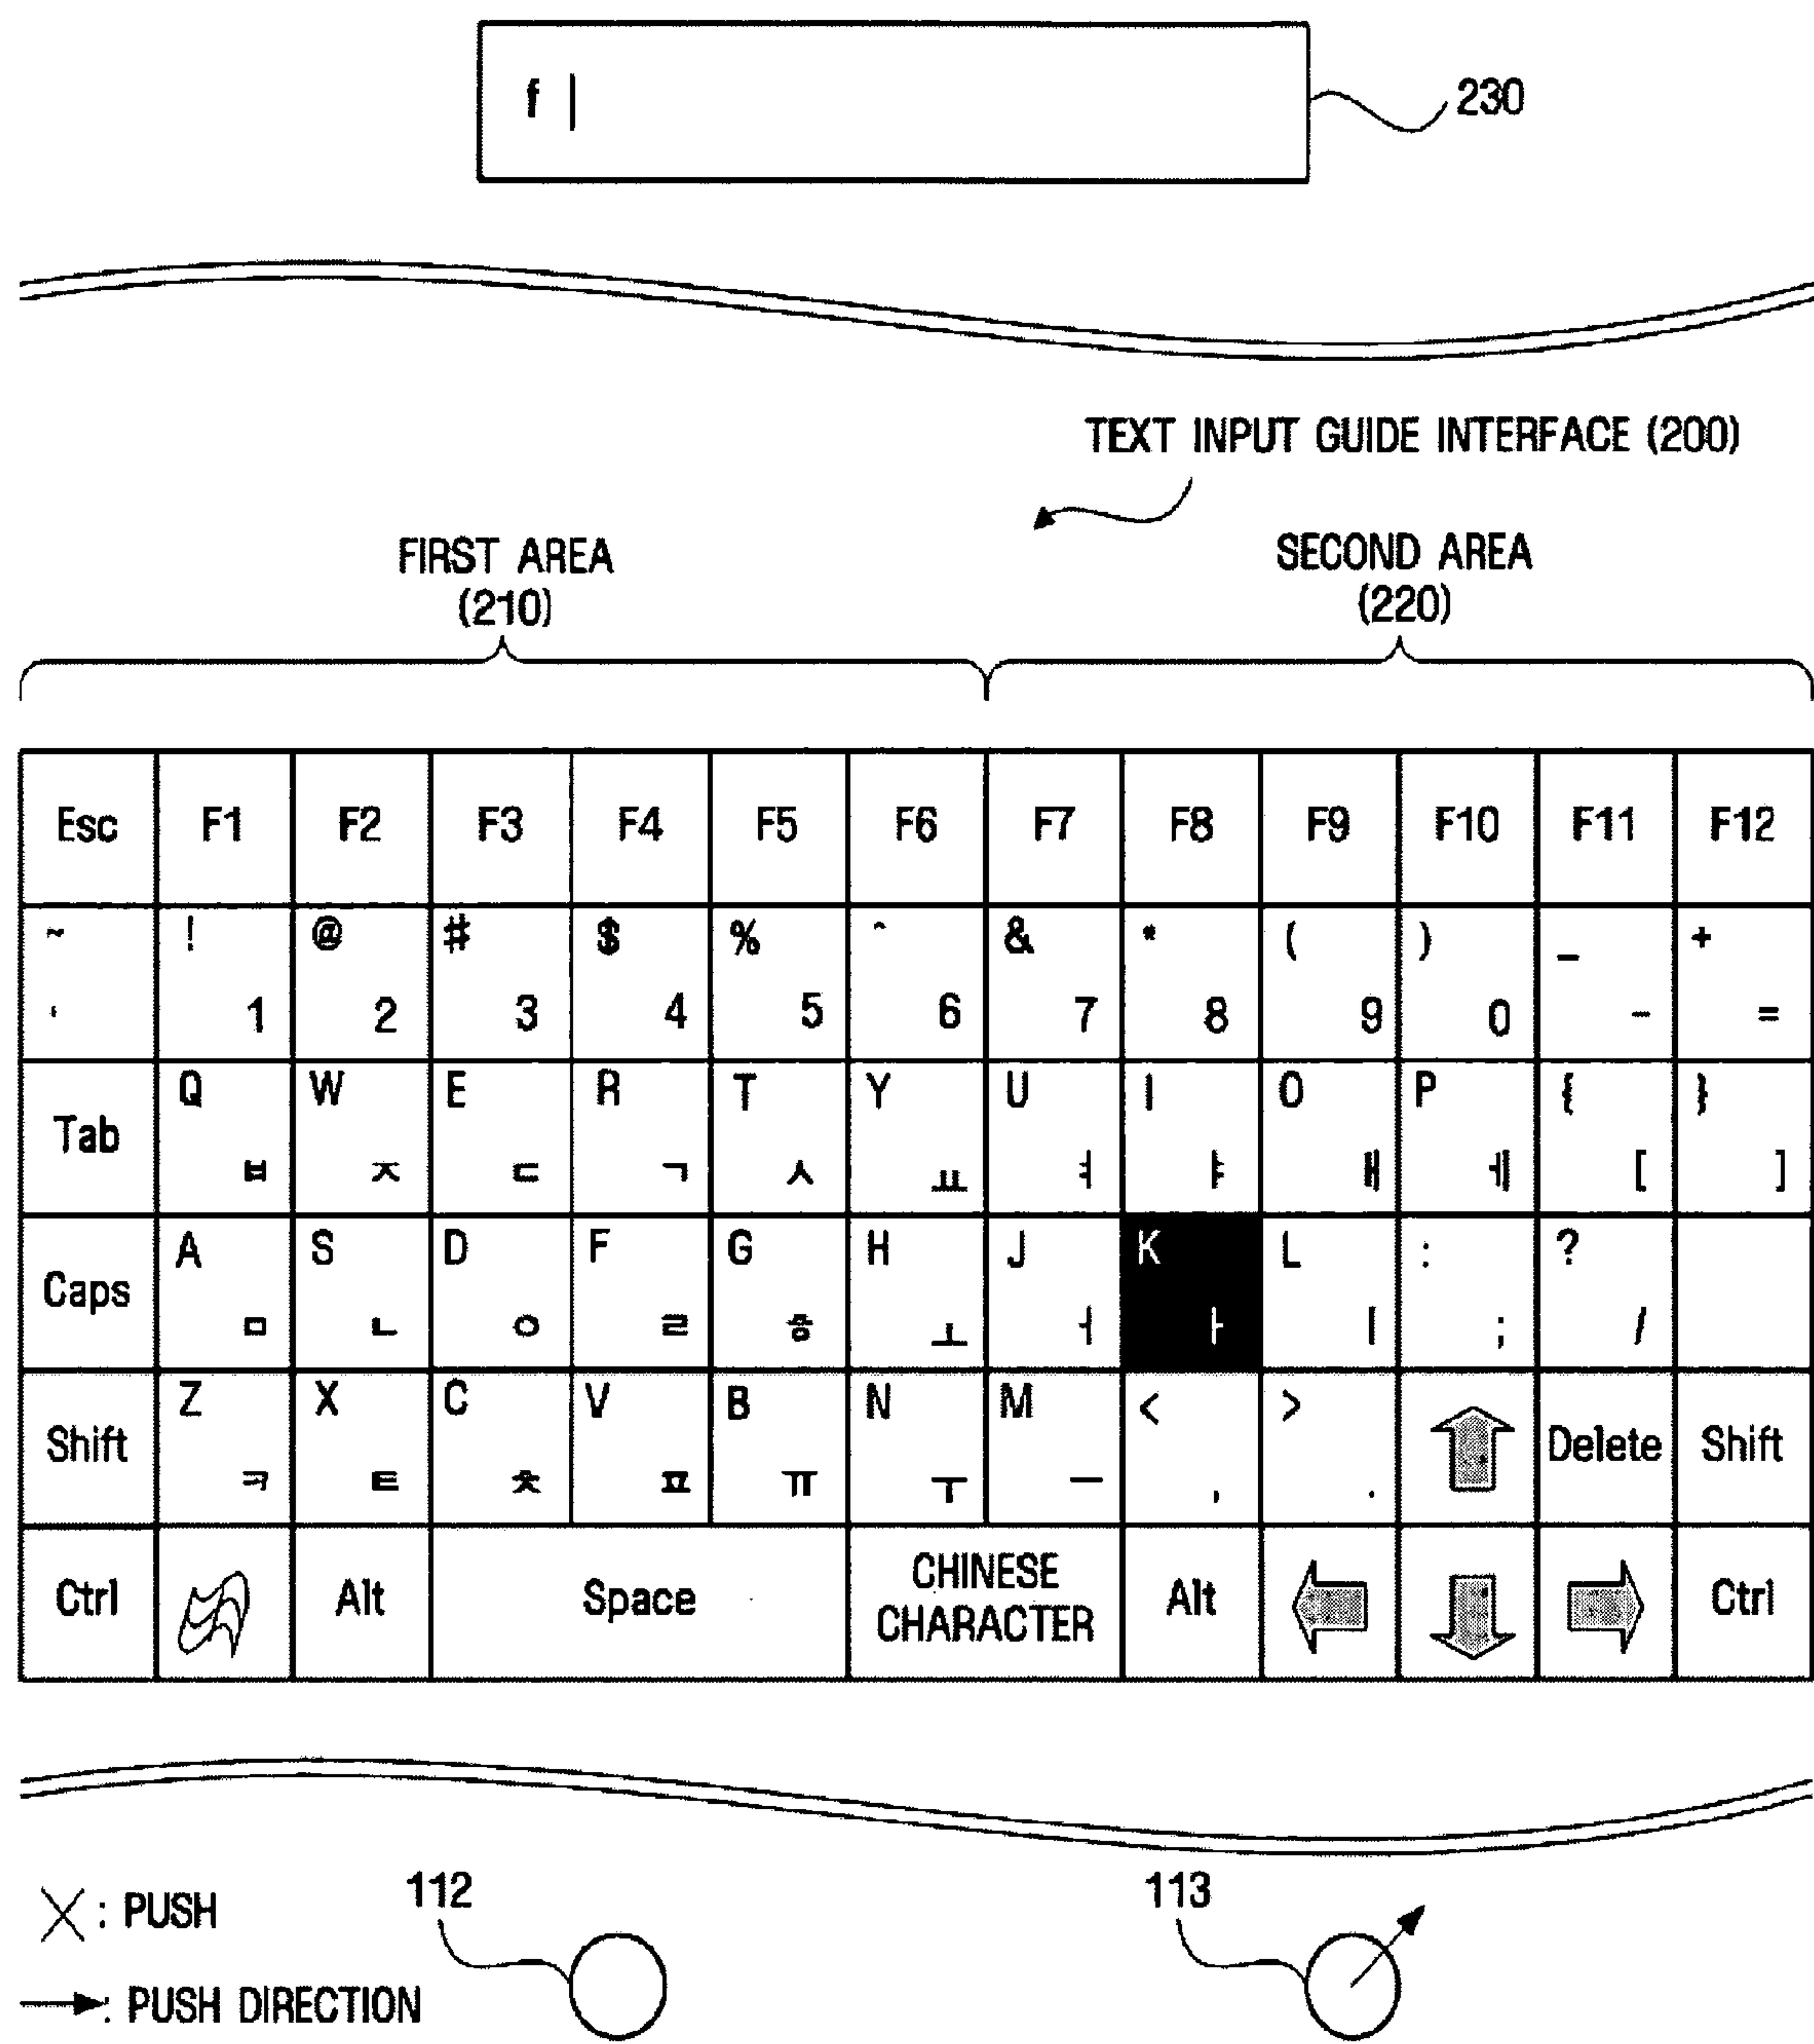 f |
230
TEXT INPUT GUIDE INTERFACE (200)
FIRST AREA
(210)
SECOND AREA
(220)
Esc F1 F2 F3 F4 F5 F6 F7 F8 F9 F10 F11 F12
~ ! @ # $ % ^ & * ( ) _ +
' 1 2 3 4 5 6 7 8 9 0 - =
Q W E R T Y U I O P { }
Tab
ㅂ ㅈ ㄷ ㄱ ㅅ ㅛ ㅕ ㅑ ㅐ ㅔ [ ]
A S D F G H J K L : ?
Caps
ㅁ ㄴ ㅇ ㄹ ㅎ ㅗ ㅓ ㅏ ㅣ ; /
Z X C V B N M < >
Shift Delete Shift
ㅋ ㅌ ㅊ ㅍ ㅠ ㅜ ㅡ , .
Ctrl Alt Space CHINESE CHARACTER Alt Ctrl
112
113
X : PUSH
: PUSH DIRECTION